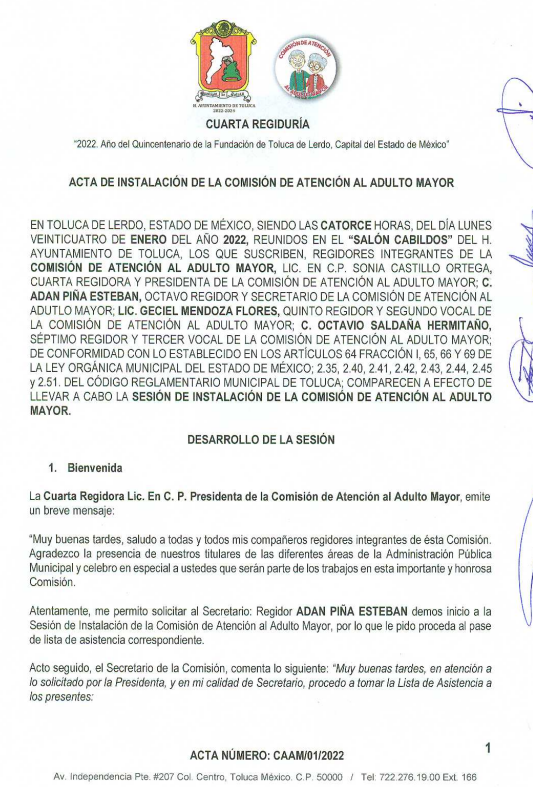 COMISIÓN DE ATENCIÓN
AL ADULTO MAYOR
H. AYUNTAMIENTO DE TOLUCA
2022-2024
CUARTA REGIDURÍA
"2022. Año del Quincentenario de la Fundación de Toluca de Lerdo, Capital del Estado de México"
ACTA DE INSTALACIÓN DE LA COMISIÓN DE ATENCIÓN AL ADULTO MAYOR
EN TOLUCA DE LERDO, ESTADO DE MÉXICO, SIENDO LAS CATORCE HORAS, DEL DÍA LUNES
VEINTICUATRO DE ENERO DEL AÑO 2022, REUNIDOS EN EL "SALÓN CABILDOS" DEL H.
AYUNTAMIENTO DE TOLUCA, LOS QUE SUSCRIBEN, REGIDORES INTEGRANTES DE LA
COMISIÓN DE ATENCIÓN AL ADULTO MAYOR, LIC. EN C.P. SONIA CASTILLO ORTEGA,
CUARTA REGIDORA Y PRESIDENTA DE LA COMISIÓN DE ATENCIÓN AL ADULTO MAYOR; C.
ADAN PIÑA ESTEBAN, OCTAVO REGIDOR Y SECRETARIO DE LA COMISIÓN DE ATENCIÓN AL
ADUTLO MAYOR; LIC. GECIEL MENDOZA FLORES, QUINTO REGIDOR Y SEGUNDO VOCAL DE
LA COMISIÓN DE ATENCIÓN AL ADULTO MAYOR; C. OCTAVIO SALDAÑA HERMITAÑO,
SÉPTIMO REGIDOR Y TERCER VOCAL DE LA COMISIÓN DE ATENCIÓN AL ADULTO MAYOR;
DE CONFORMIDAD CON LO ESTABLECIDO EN LOS ARTÍCULOS 64 FRACCIÓN I, 65, 66 Y 69 DE
LA LEY ORGÁNICA MUNICIPAL DEL ESTADO DE MÉXICO; 2.35, 2.40, 2.41, 2.42, 2.43, 2.44, 2.45
y 2.51. DEL CÓDIGO REGLAMENTARIO MUNICIPAL DE TOLUCA; COMPARECEN A EFECTO DE
LLEVAR A CABO LA SESIÓN DE INSTALACIÓN DE LA COMISIÓN DE ATENCIÓN AL ADULTO
MAYOR.
DESARROLLO DE LA SESIÓN
1. Bienvenida
La Cuarta Regidora Lic. En C. P. Presidenta de la Comisión de Atención al Adulto Mayor, emite
un breve mensaje:
"Muy buenas tardes, saludo a todas y todos mis compañeros regidores integrantes de ésta Comisión.
Agradezco la presencia de nuestros titulares de las diferentes áreas de la Administración Pública
Municipal y celebro en especial a ustedes que serán parte de los trabajos en esta importante y honrosa
Comisión.
Atentamente, me permito solicitar al Secretario: Regidor ADAN PIÑA ESTEBAN demos inicio a la
Sesión de Instalación de la Comisión de Atención al Adulto Mayor, por lo que le pido proceda al pase
de lista de asistencia correspondiente.
Acto seguido, el Secretario de la Comisión, comenta lo siguiente: "Muy buenas tardes, en atención a
lo solicitado por la Presidenta, y en mi calidad de Secretario, procedo a tomar la Lista de Asistencia a
los presentes:
1
ACTA NÚMERO: CAAM/01/2022
Av. Independencia Pte. #207 Col. Centro, Toluca México. C.P. 50000 / Tel: 722.276.19.00 Ext. 166